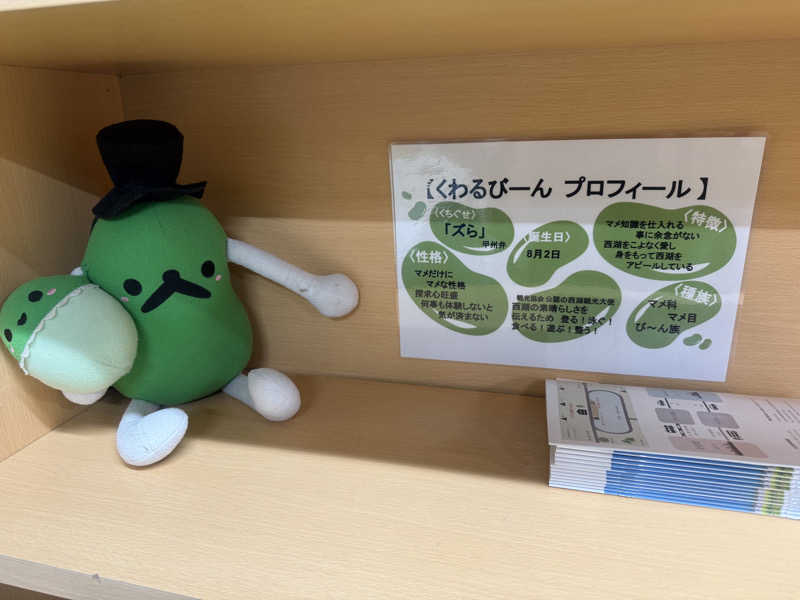 【くわるびーん プロフィール】
〈くちぐせ〉
「ズら」
甲州弁
〈誕生日〉
8月2日
〈特徴〉
マメ知識を仕入れる
事に余念がない
西湖をこよなく愛し
身をもって西湖を
アピールしている
〈性格〉
マメだけに
マメな性格
探求心旺盛
何事も体験しないと
気が済まない
観光協会公認の西湖観光大使
西湖の素晴らしさを
伝えるため 登る!泳ぐ!
食べる!遊ぶ!整う!
〈種族〉
マメ科
マメ目
び〜ん族